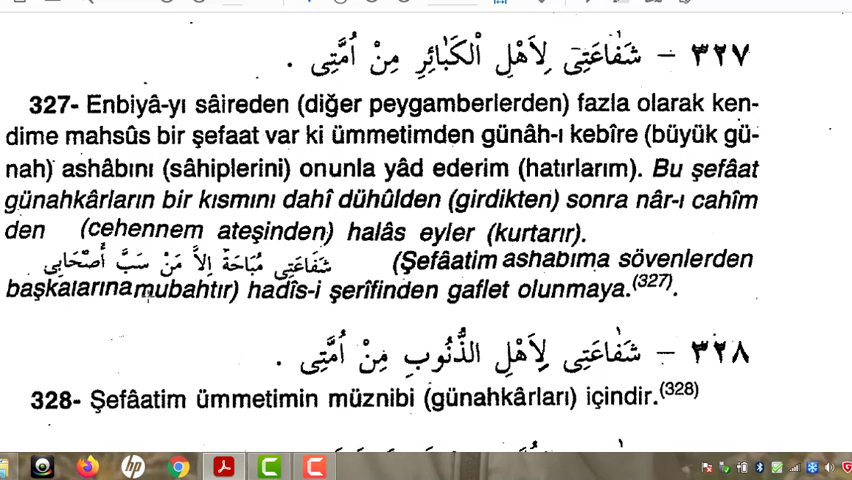 ٣٢٧ – شَفَاعَتِى ِلاَهْلِ الْكَبَائِرِ مِنْ اُمَّتِى .
327- Enbiyâ-yı sâireden (diğer peygamberlerden) fazla olarak ken-
dime mahsûs bir şefaat var ki ümmetimden günâh-ı kebîre (büyük gü-
nah) ashâbını (sâhiplerini) onunla yâd ederim (hatırlarım). Bu şefâat
günahkârların bir kısmını dahî dühûlden (girdikten) sonra nâr-ı cahîm
den (cehennem ateşinden) halâs eyler (kurtarır).
شَفَاعَتِى مُبَاحَةٌ اِلاَّ مَنْ سَبَّ أَصْحَابِى (Şefâatim ashabıma sövenlerden
başkalarına mubahtır) hadîs-i şerîfinden gaflet olunmaya.(327).
٣٢٨ – شَفَاعَتِى ِلاَهْلِ الذُّنُوبِ مِنْ اُمَّتِى .
328- Şefâatim ümmetimin müznibi (günahkârları) içindir.(328)